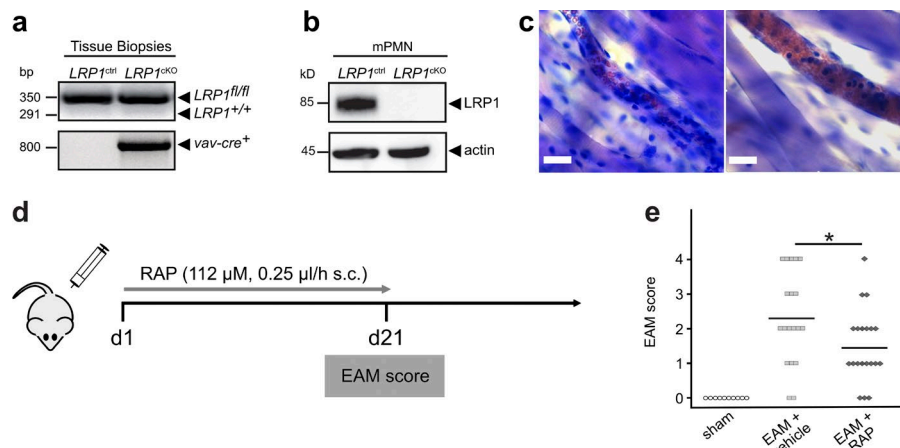 a
Tissue Biopsies
bp
LRP1ctrl LRP1cKO
350
LRP1fl/fl
291
LRP1+/+
800
vav-cre+
b
mPMN
kD
LRP1ctrl LRP1cKO
85
LRP1
45
actin
c
d
RAP (112 µM, 0.25 µl/h s.c.)
d1
d21
EAM score
e
*
EAM score
4
3
2
1
0
sham
EAM +
EAM +